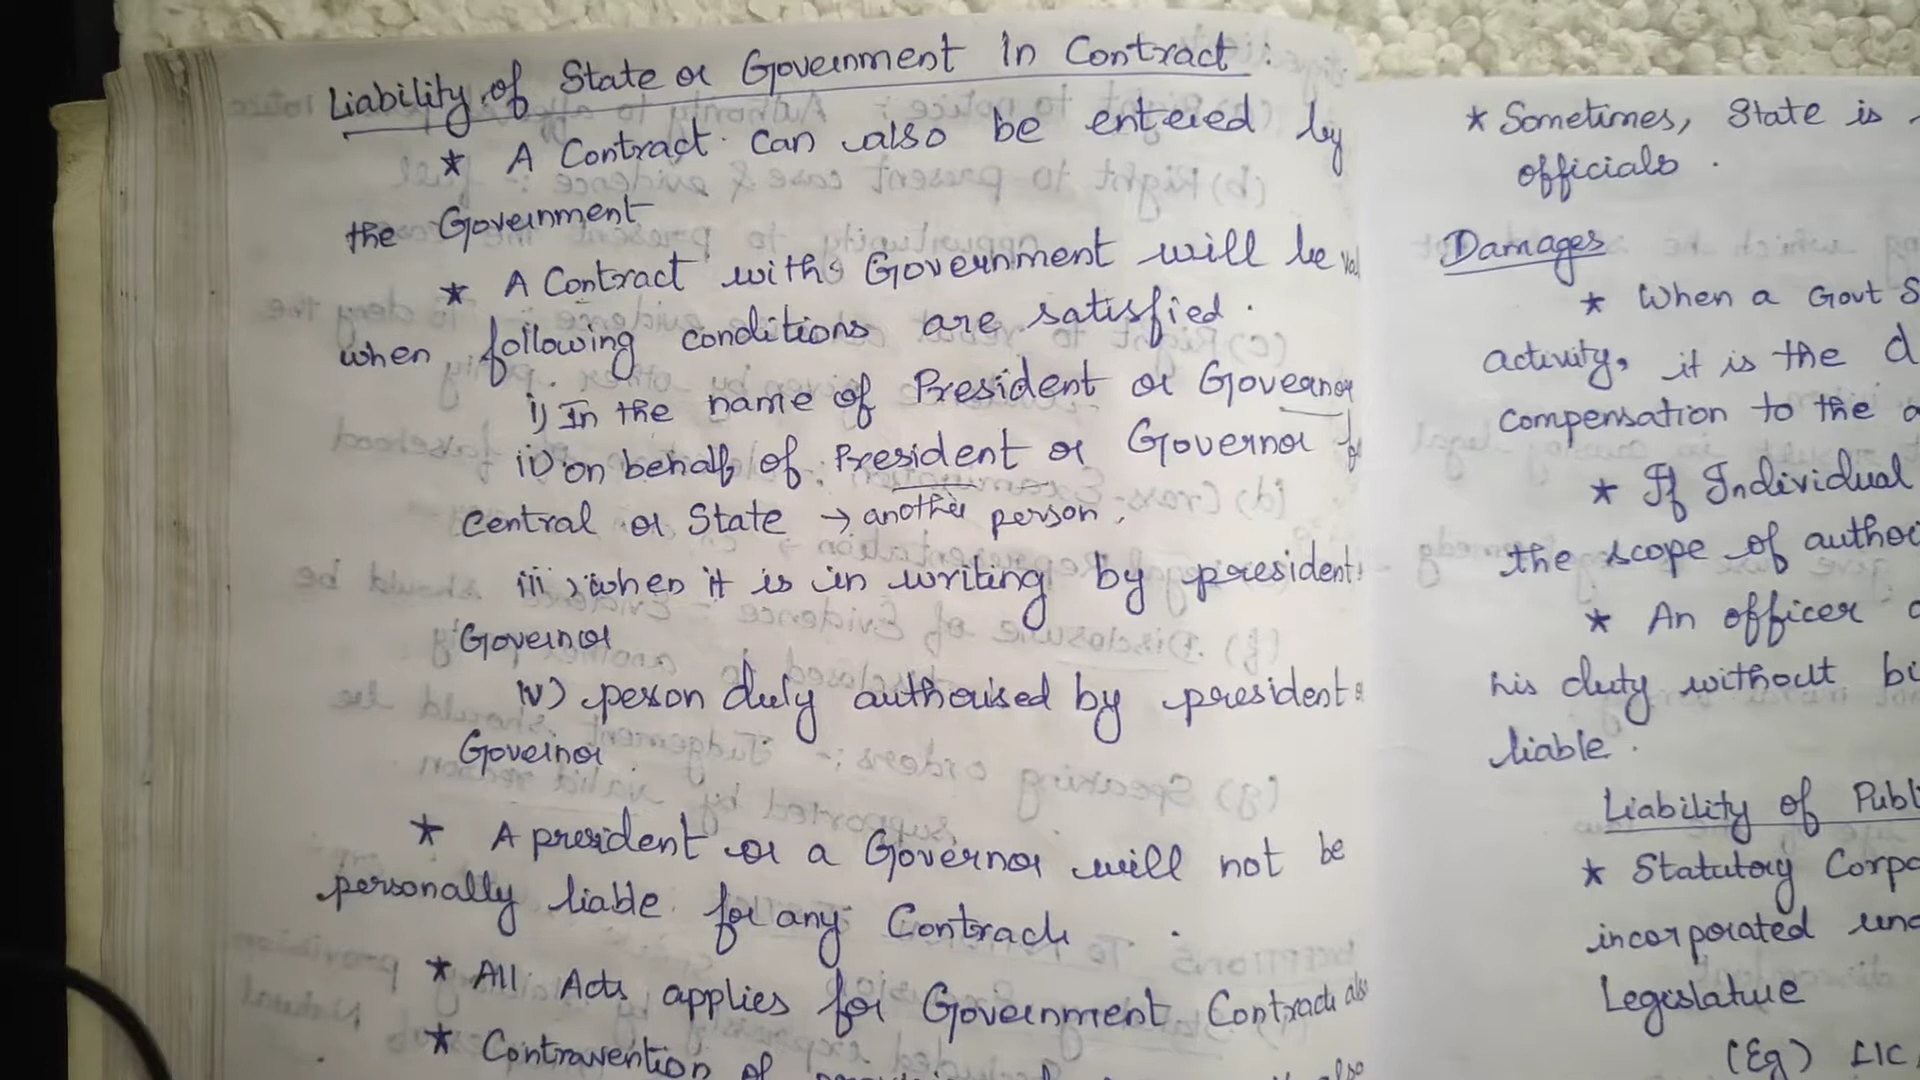 Liability of State or Government In Contract :
* A Contract can also be entered by
the Government
* A Contract with Government will be
when following conditions are satisfied.
i) In the name of President or Governor
ii) on behalf of President or Governor
Central or State → another person.
iii) when it is in writing by president
Governor
iv) person duly authorised by president
Governor.
* A president or a Governor will not be
personally liable for any Contract
* All Acts applies for Government Contracts also
* Contravention of
also
* Sometimes, State is
officials.
Damages
* When a Govt
activity, it is the
compensation to the
* If Individual
the scope of
* An officer
his duty without
liable.
Liability of
* Statutory
incorporated
Legislature
(Eg) LIC